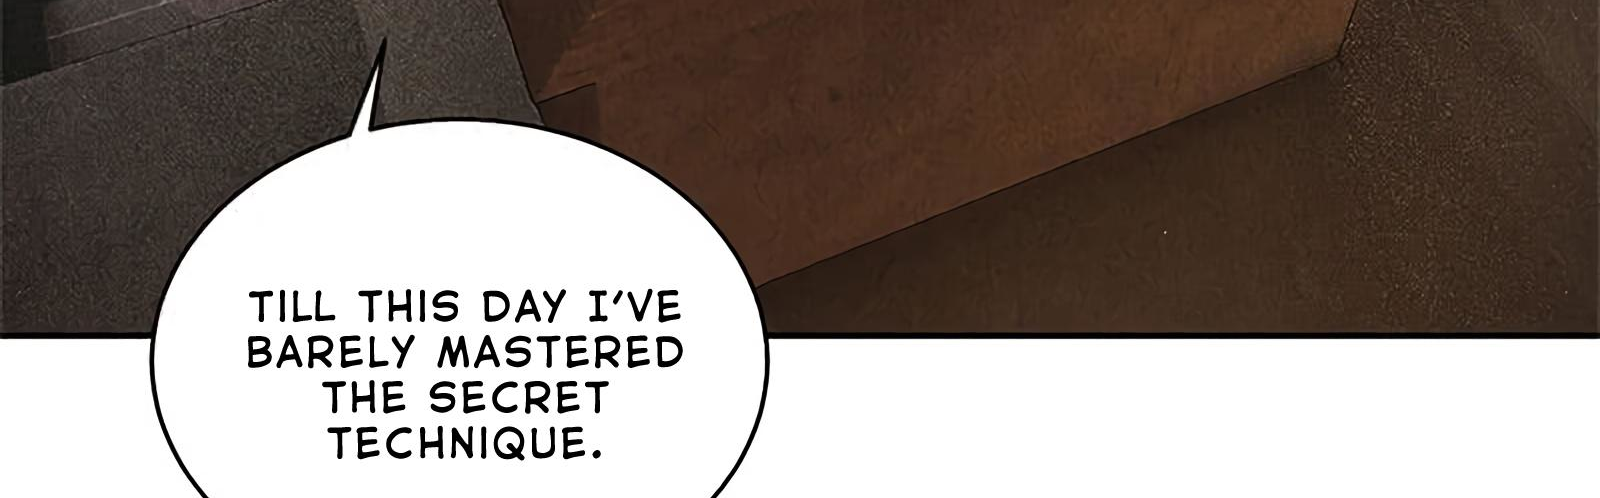 TILL THIS DAY I'VE
BARELY MASTERED
THE SECRET
TECHNIQUE.